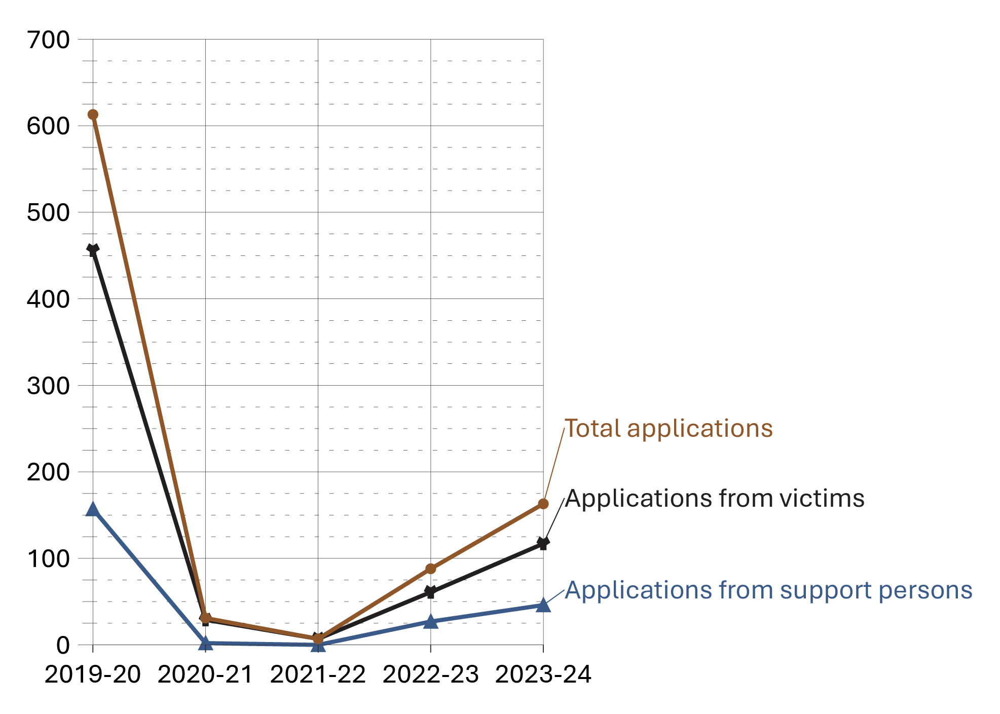 700
600
500
400
300
200
100
0
Total applications
Applications from victims
Applications from support persons
2019-20 2020-21 2021-22 2022-23 2023-24